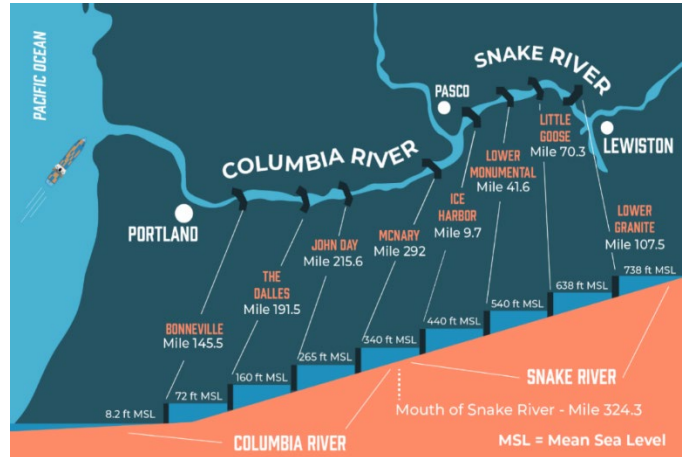 PACIFIC OCEAN
SNAKE RIVER
PASCO
COLUMBIA RIVER
LITTLE
GOOSE
Mile 70.3
LEWISTON
LOWER
MONUMENTAL
Mile 41.6
ICE
HARBOR
Mile 9.7
LOWER
GRANITE
Mile 107.5
PORTLAND
JOHN DAY
Mile 215.6
MCNARY
Mile 292
THE
DALLES
Mile 191.5
BONNEVILLE
Mile 145.5
738 ft MSL
638 ft MSL
540 ft MSL
440 ft MSL
340 ft MSL
265 ft MSL
160 ft MSL
72 ft MSL
8.2 ft MSL
SNAKE RIVER
Mouth of Snake River - Mile 324.3
COLUMBIA RIVER
MSL = Mean Sea Level